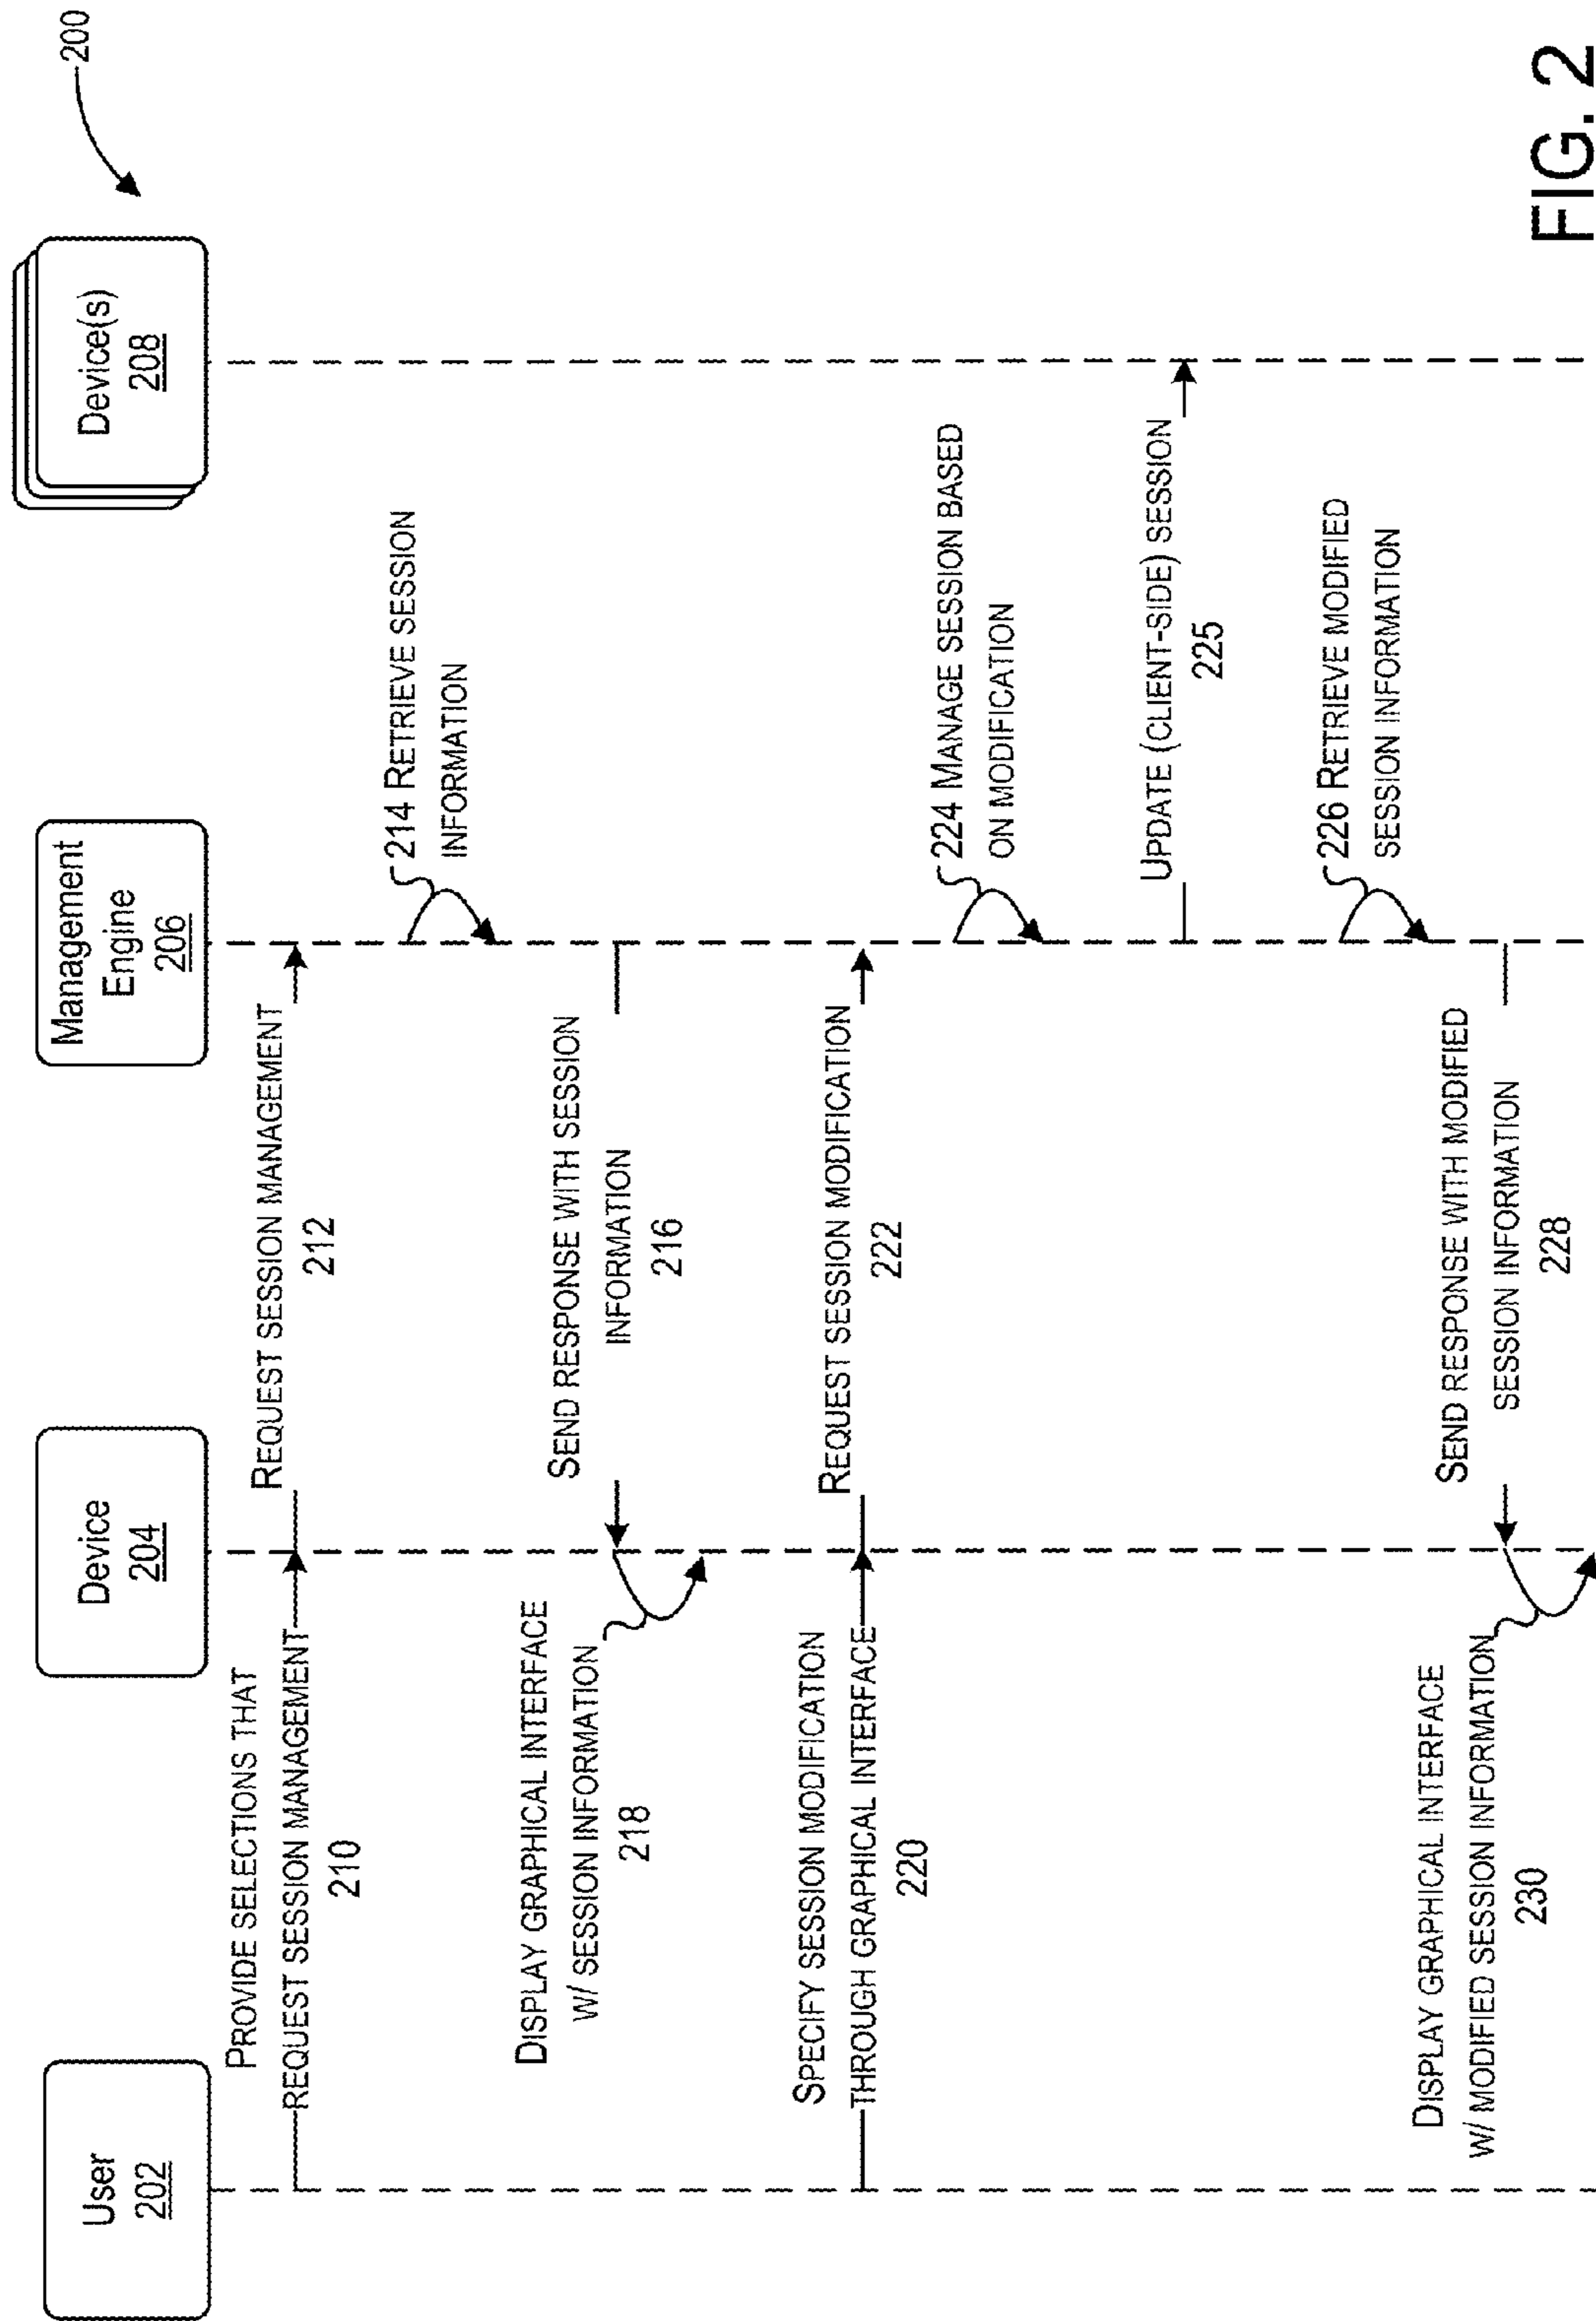 200
User
202
Device
204
Management
Engine
206
Device(s)
208
PROVIDE SELECTIONS THAT
REQUEST SESSION MANAGEMENT
210
REQUEST SESSION MANAGEMENT
212
214 RETRIEVE SESSION
INFORMATION
SEND RESPONSE WITH SESSION
INFORMATION
216
DISPLAY GRAPHICAL INTERFACE
W/ SESSION INFORMATION
218
SPECIFY SESSION MODIFICATION
THROUGH GRAPHICAL INTERFACE
220
REQUEST SESSION MODIFICATION
222
224 MANAGE SESSION BASED
ON MODIFICATION
UPDATE (CLIENT-SIDE) SESSION
225
226 RETRIEVE MODIFIED
SESSION INFORMATION
SEND RESPONSE WITH MODIFIED
SESSION INFORMATION
228
DISPLAY GRAPHICAL INTERFACE
W/ MODIFIED SESSION INFORMATION
230
FIG. 2